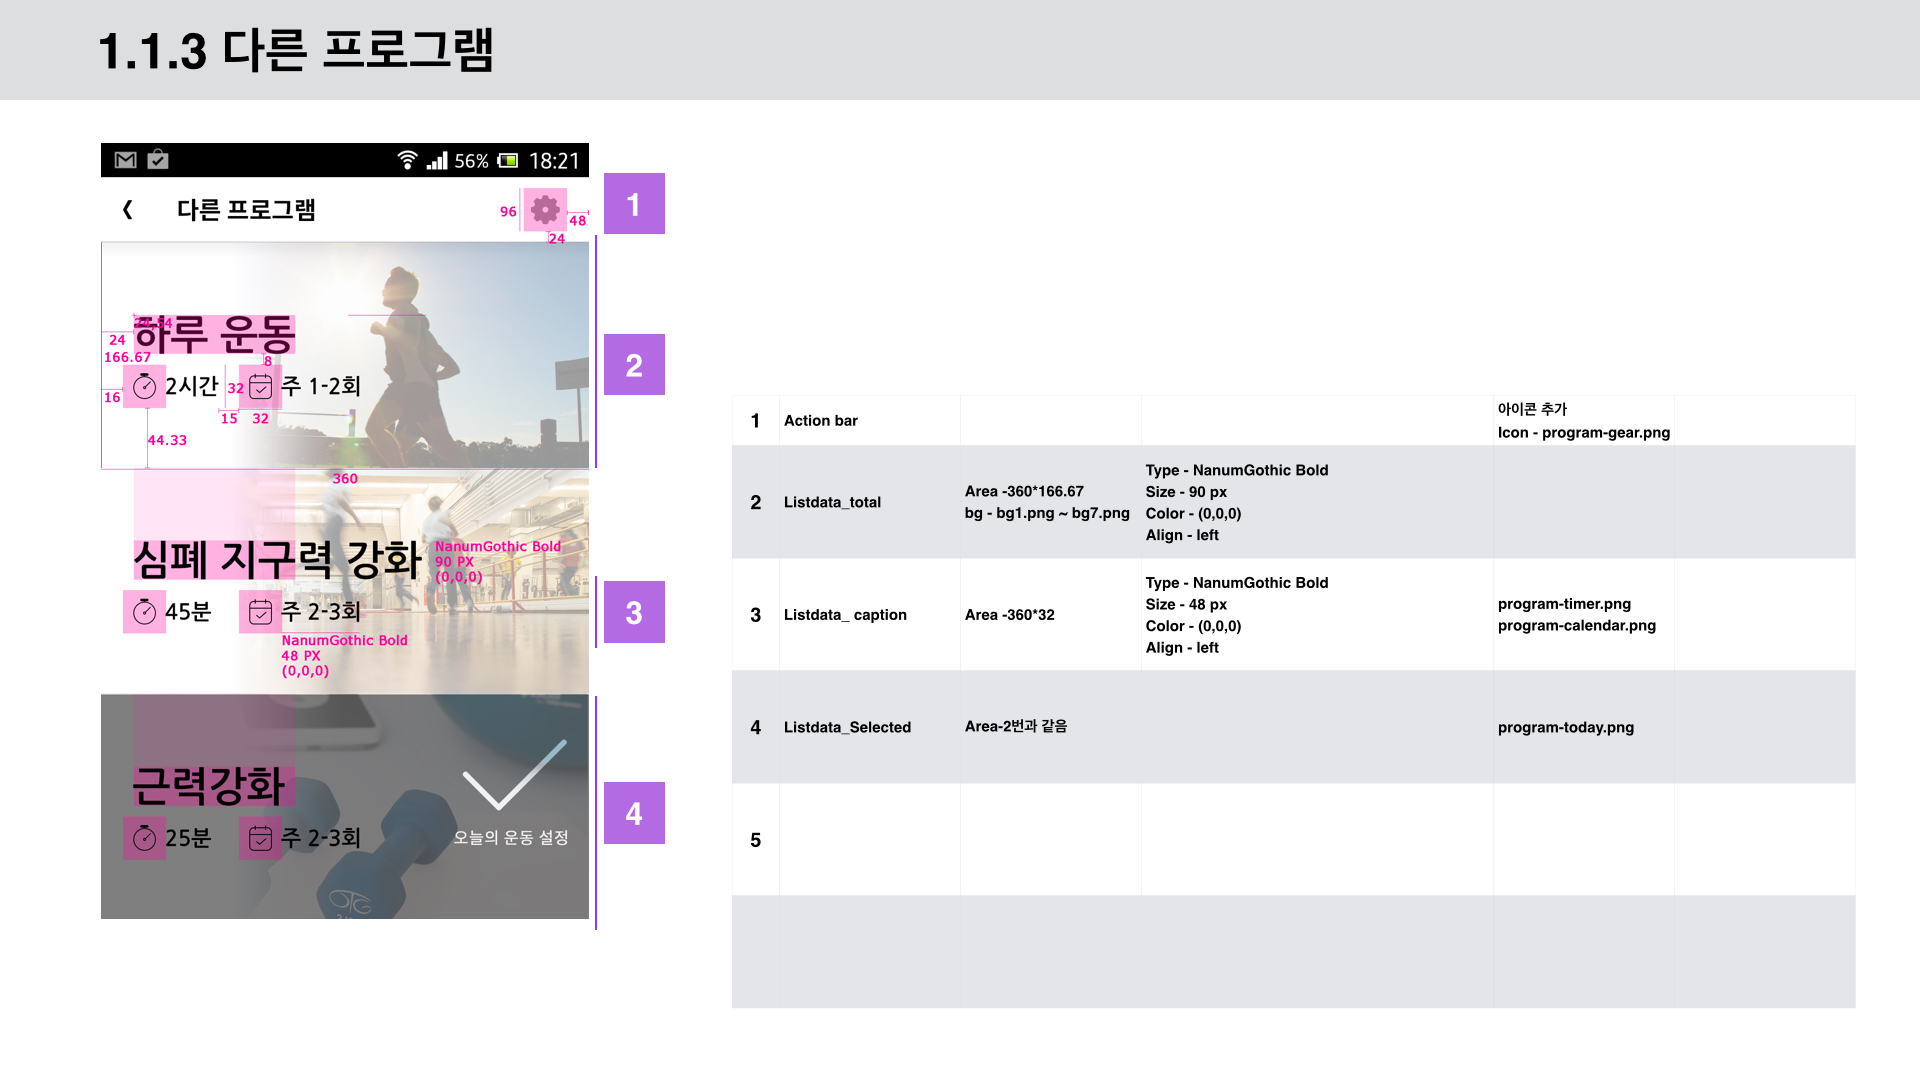 1.1.3 다른 프로그램
56% 18:21
다른 프로그램
96
48
24
1
24,54
하루 운동
24
166.67
8
2시간
32
주 1-2회
16
15
32
44.33
2
360
심폐 지구력 강화
NanumGothic Bold
90 PX
(0,0,0)
45분
주 2-3회
NanumGothic Bold
48 PX
(0,0,0)
3
근력강화
25분
주 2-3회
오늘의 운동 설정
4
1 Action bar
아이콘 추가
Icon - program-gear.png
2 Listdata_total
Area -360*166.67
bg - bg1.png ~ bg7.png
Type - NanumGothic Bold
Size - 90 px
Color - (0,0,0)
Align - left
3 Listdata_ caption
Area -360*32
Type - NanumGothic Bold
Size - 48 px
Color - (0,0,0)
Align - left
program-timer.png
program-calendar.png
4 Listdata_Selected
Area-2번과 같음
program-today.png
5